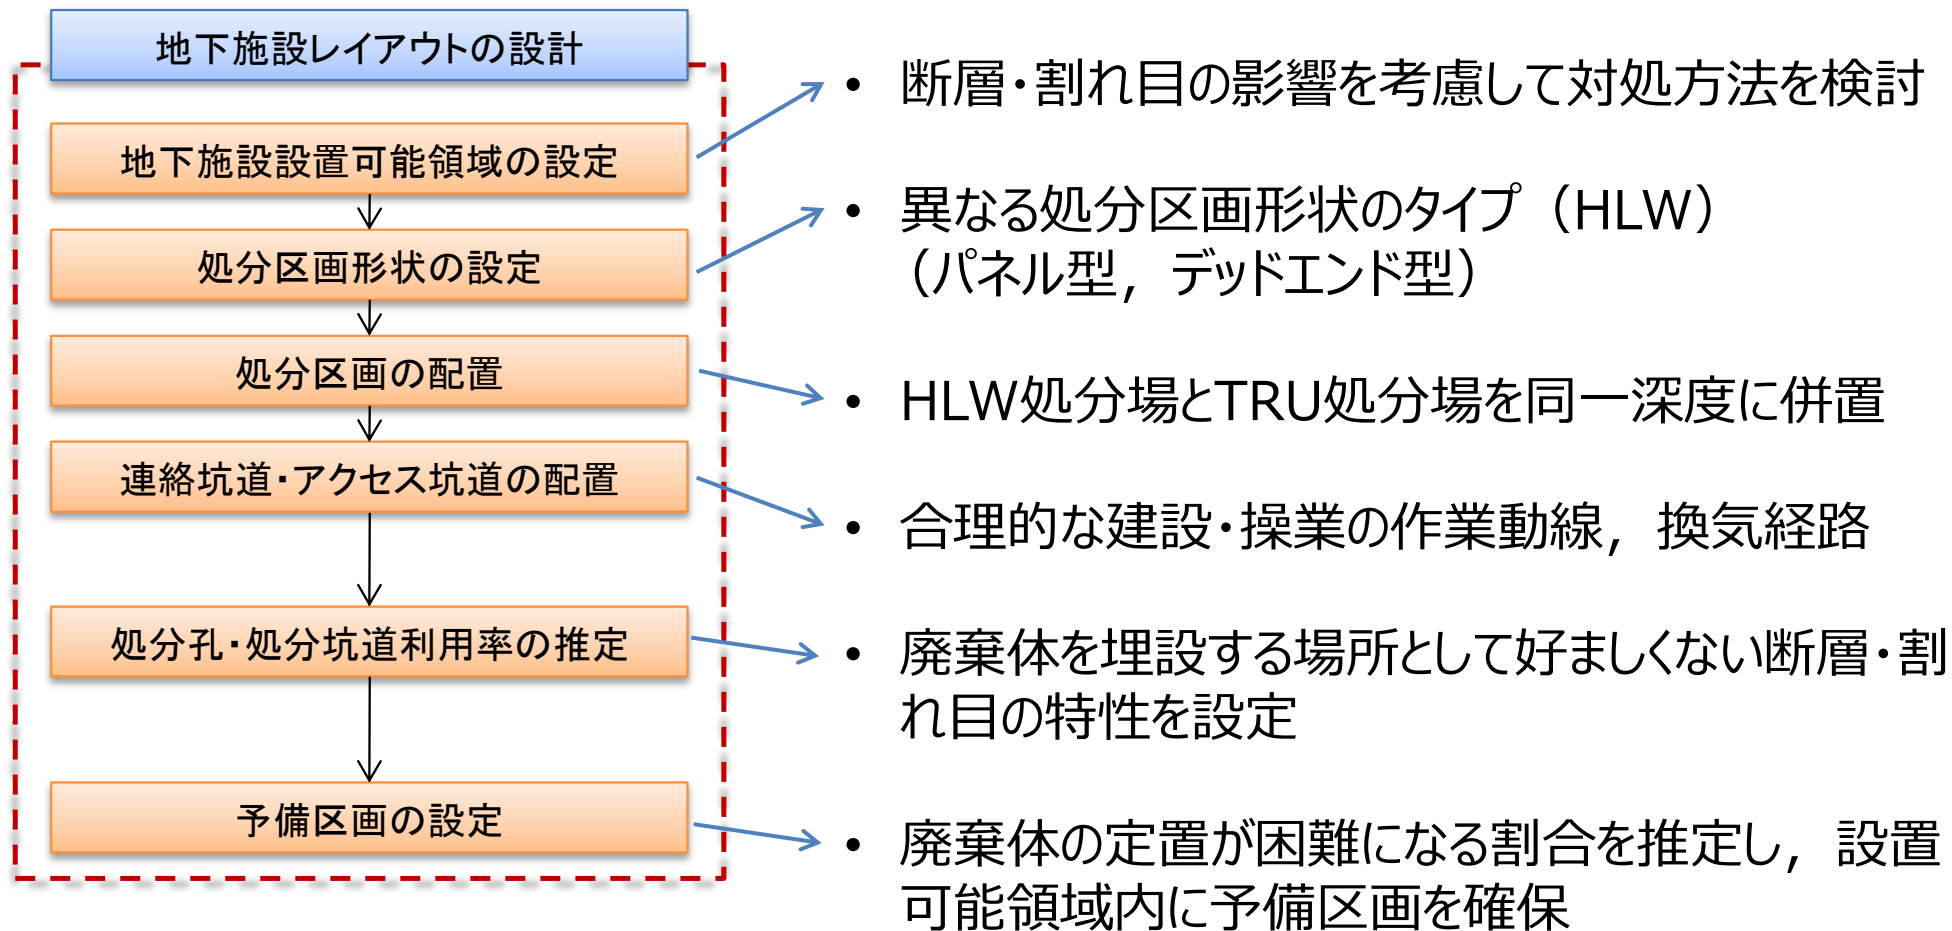 地下施設レイアウトの設計
地下施設設置可能領域の設定
処分区画形状の設定
処分区画の配置
連絡坑道・アクセス坑道の配置
処分孔・処分坑道利用率の推定
予備区画の設定
• 断層・割れ目の影響を考慮して対処方法を検討
• 異なる処分区画形状のタイプ（HLW）
（パネル型，デッドエンド型）
• HLW処分場とTRU処分場を同一深度に併置
• 合理的な建設・操業の作業動線，換気経路
• 廃棄体を埋設する場所として好ましくない断層・割
れ目の特性を設定
• 廃棄体の定置が困難になる割合を推定し，設置
可能領域内に予備区画を確保